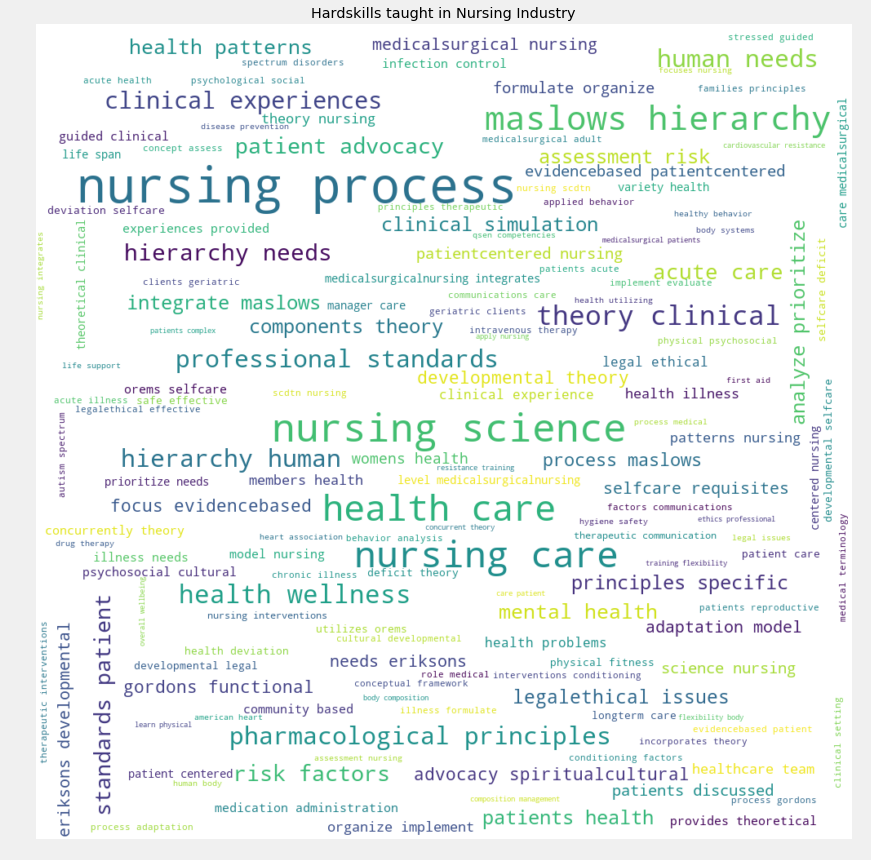 Hardskills taught in Nursing Industry
stressed guided
health patterns
medicalsurgical nursing
human needs
spectrum disorders
infection control
focuses nursing
acute health
psychological social
formulate organize
families principles
clinical experiences
maslows hierarchy
care medicalsurgical
theory nursing
disease prevention
guided clinical
patient advocacy
medicalsurgical adult
cardiovascular resistance
concept assess
life span
assessment risk
evidencebased patientcentered
nursing process
nursing scdtn
variety health
deviation selfcare
principles therapeutic
applied behavior
healthy behavior
experiences provided
clinical simulation
body systems
qsen competencies
medicalsurgical patients
nursing integrates
theoretical clinical
hierarchy needs
patientcentered nursing
analyze prioritize
selfcare deficit
patients acute
acute care
clients geriatric
medicalsurgicalnursing integrates
implement evaluate
integrate maslows
manager care
communications care
health utilizing
geriatric clients
theory clinical
patients complex
components theory
intravenous therapy
apply nursing
physical psychosocial
life support
professional standards
legal ethical
developmental theory
first aid
orems selfcare
scdtn nursing
clinical experience
health illness
acute illness
safe effective
legalethical effective
autism spectrum
nursing science
process medical
patterns nursing
developmental selfcare
centered nursing
hierarchy human
womens health
process maslows
resistance training
prioritize needs
members health
level medicalsurgicalnursing
selfcare requisites
focus evidencebased
health care
factors communications
hygiene safety
ethics professional
concurrently theory
concurrent theory
heart association
behavior analysis
therapeutic communication
legal issues
drug therapy
illness needs
model nursing
nursing care
patient care
medical terminology
training flexibility
psychosocial cultural
chronic illness
deficit theory
principles specific
health wellness
care patient
overall wellbeing
standards patient
mental health
patients reproductive
nursing interventions
utilizes orems
adaptation model
cultural developmental
health problems
therapeutic interventions
eriksons developmental
health deviation
needs eriksons
physical fitness
science nursing
developmental legal
role medical
interventions conditioning
gordons functional
conceptual framework
body composition
legalethical issues
community based
illness formulate
longterm care
flexibility body
american heart
learn physical
evidencebased patient
pharmacological principles
incorporates theory
clinical setting
assessment nursing
conditioning factors
patient centered
risk factors
advocacy spiritualcultural
healthcare team
human body
patients discussed
composition management
process gordons
medication administration
patients health
provides theoretical
process adaptation
organize implement